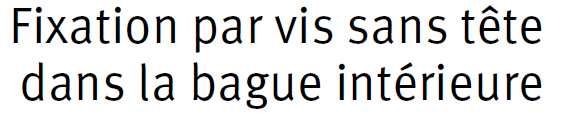 Fixation par vis sans tête
dans la bague intérieure